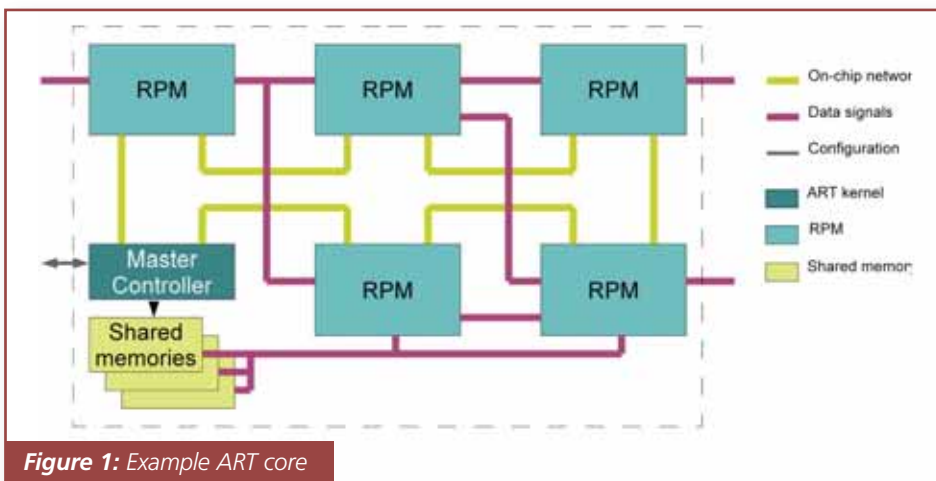 RPM
RPM
RPM
Master
Controller
RPM
RPM
Shared
memories
On-chip networ
Data signals
Configuration
ART kernel
RPM
Shared memory
Figure 1: Example ART core